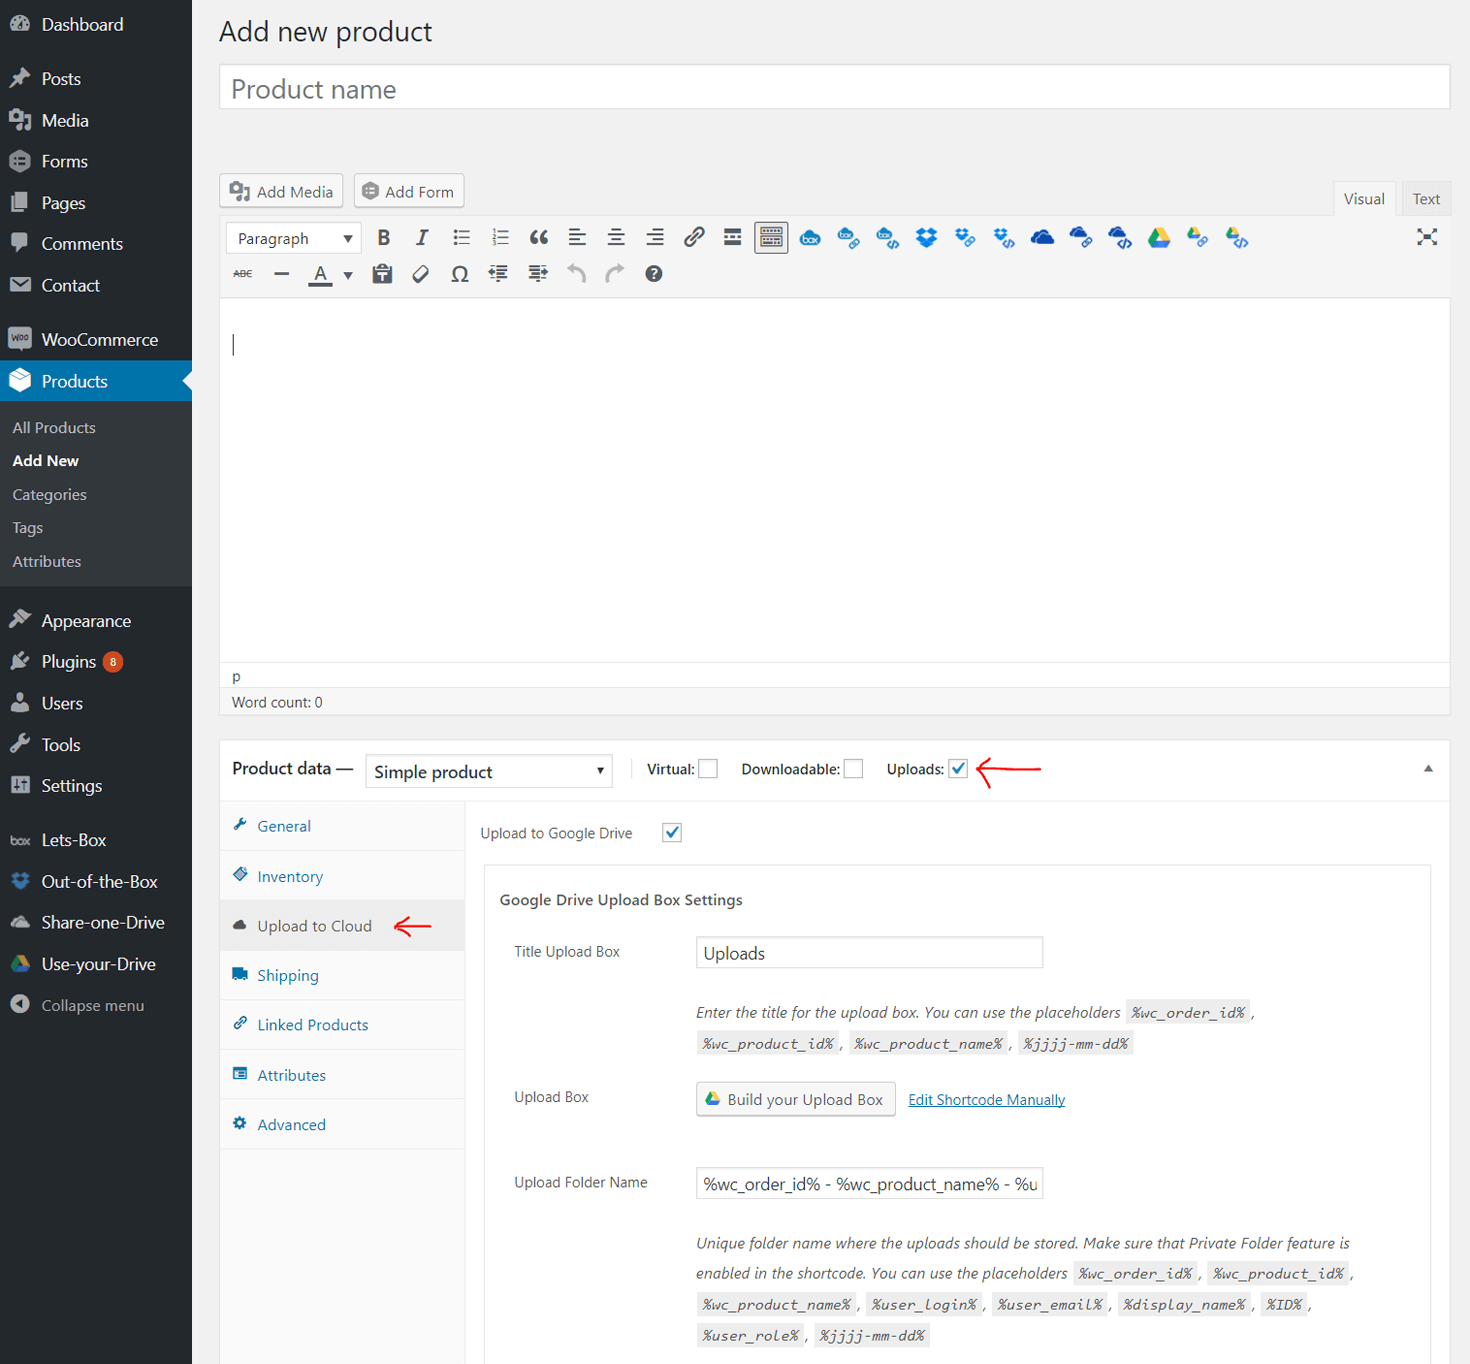 Dashboard
Posts
Media
Forms
Pages
Comments
Contact
WooCommerce
Products
All Products
Add New
Categories
Tags
Attributes
Appearance
Plugins 8
Users
Tools
Settings
box Lets-Box
Out-of-the-Box
Share-one-Drive
Use-your-Drive
Collapse menu
Add new product
Product name
Add Media Add Form
Visual Text
Paragraph B I
ABC A Ω
p
Word count: 0
Product data — Simple product Virtual: Downloadable: Uploads:
General
Inventory
Upload to Cloud
Shipping
Linked Products
Attributes
Advanced
Upload to Google Drive
Google Drive Upload Box Settings
Title Upload Box Uploads
Enter the title for the upload box. You can use the placeholders %wc_order_id% ,
%wc_product_id% , %wc_product_name% , %jjjj-mm-dd%
Upload Box Build your Upload Box Edit Shortcode Manually
Upload Folder Name %wc_order_id% - %wc_product_name% - %u
Unique folder name where the uploads should be stored. Make sure that Private Folder feature is
enabled in the shortcode. You can use the placeholders %wc_order_id% , %wc_product_id% ,
%wc_product_name% , %user_login% , %user_email% , %display_name% , %ID% ,
%user_role% , %jjjj-mm-dd%